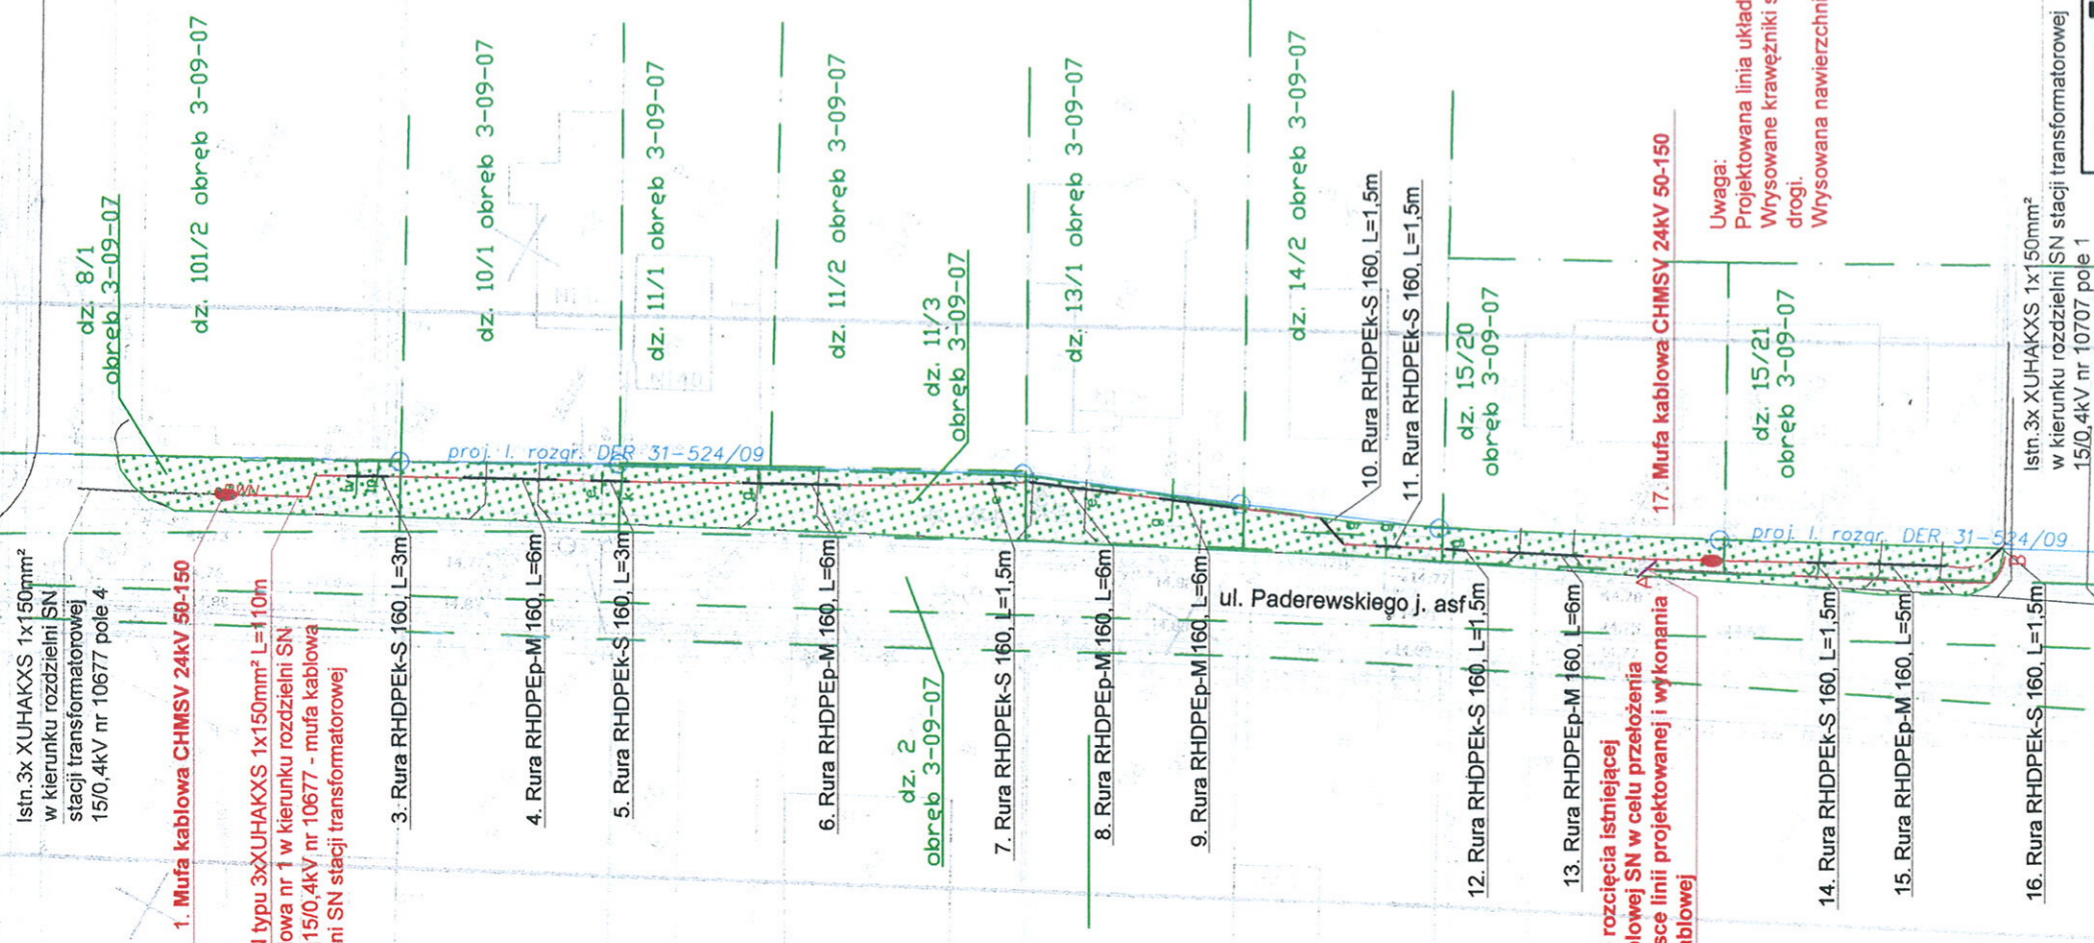 Istn.3x XUHAKXS 1x150mm²
w kierunku rozdzielni SN
stacji transformatorowej
15/0,4kV nr 10677 pole 4
dz. 8/1
obręb 3-09-07
1. Mufa kablowa CHMSV 24kV 50-150
dz. 101/2 obręb 3-09-07
typu 3xXUHAKXS 1x150mm² L=110m
owa nr 1 w kierunku rozdzielni SN
15/0,4kV nr 10677 - mufa kablowa
ni SN stacji transformatorowej
3. Rura RHDPEk-S 160, L=3m
dz. 10/1 obręb 3-09-07
4. Rura RHDPEp-M 160, L=6m
proj. l. rozgr. DER 31-524/09
5. Rura RHDPEk-S 160, L=3m
dz. 11/1 obręb 3-09-07
6. Rura RHDPEp-M 160, L=6m
dz. 11/2 obręb 3-09-07
dz. 2
obręb 3-09-07
dz. 11/3
obręb 3-09-07
7. Rura RHDPEk-S 160, L=1,5m
dz. 13/1 obręb 3-09-07
8. Rura RHDPEp-M 160, L=6m
9. Rura RHDPEp-M 160, L=6m
ul. Paderewskiego j. asf
dz. 14/2 obręb 3-09-07
10. Rura RHDPEk-S 160, L=1,5m
11. Rura RHDPEk-S 160, L=1,5m
12. Rura RHDPEk-S 160, L=1,5m
dz. 15/20
obręb 3-09-07
13. Rura RHDPEp-M 160, L=6m
rozcięcia istniejącej
lowej SN w celu przełożenia
sce linii projektowanej i wykonania
ablowej
A
17. Mufa kablowa CHMSV 24kV 50-150
Uwaga:
Projektowana linia układ
Wrysowane krawężniki s
drogi.
Wrysowana nawierzchni
dz. 15/21
obręb 3-09-07
proj. l. rozgr. DER 31-524/09
14. Rura RHDPEk-S 160, L=1,5m
15. Rura RHDPEp-M 160, L=5m
B
16. Rura RHDPEk-S 160, L=1,5m
Istn.3x XUHAKXS 1x150mm²
w kierunku rozdzielni SN stacji transformatorowej
15/0,4kV nr 10707 pole 1